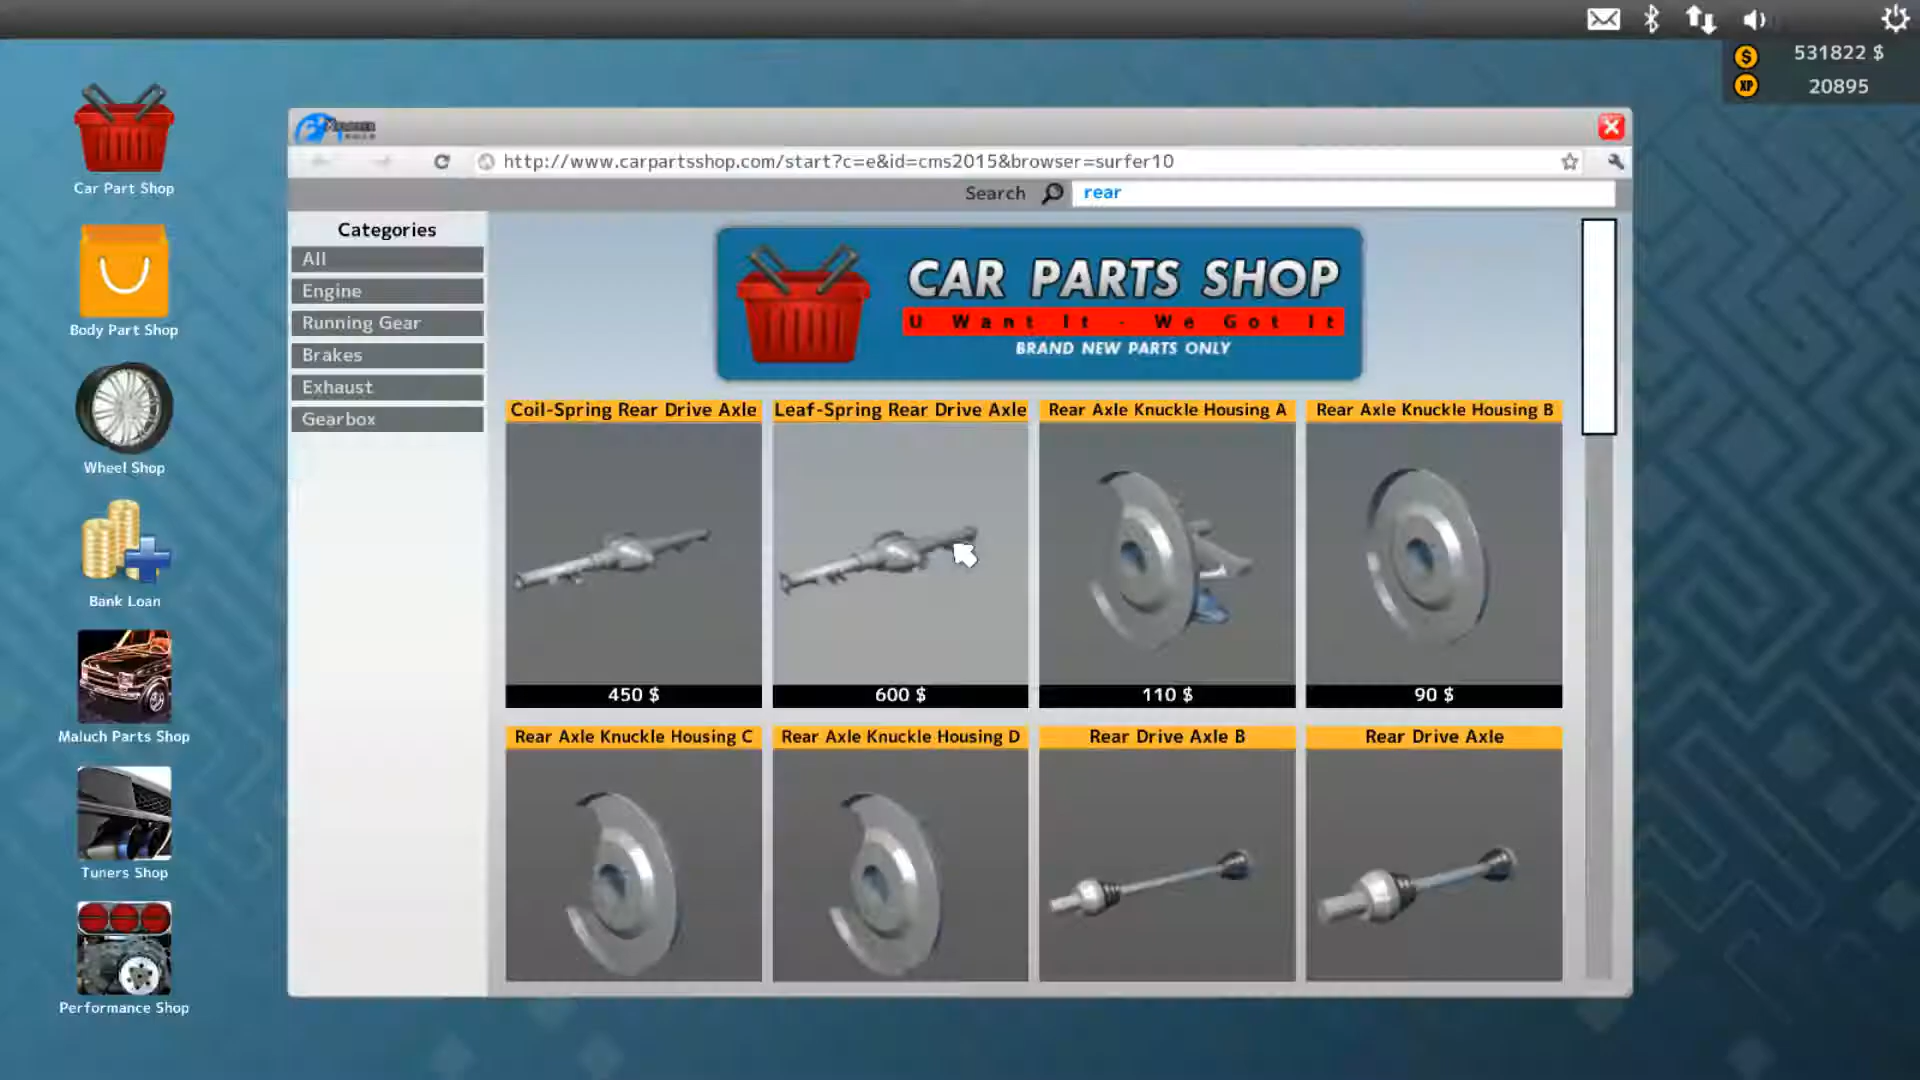 531822 $
XP
20895
Car Part Shop
Body Part Shop
Wheel Shop
Bank Loan
Maluch Parts Shop
Tuners Shop
Performance Shop
http://www.carpartsshop.com/start?c=e&id=cms2015&browser=surfer10
Search
rear
Categories
All
Engine
Running Gear
Brakes
Exhaust
Gearbox
CAR PARTS SHOP
U Want It - We Got It
BRAND NEW PARTS ONLY
Coil-Spring Rear Drive Axle
450 $
Leaf-Spring Rear Drive Axle
600 $
Rear Axle Knuckle Housing A
110 $
Rear Axle Knuckle Housing B
90 $
Rear Axle Knuckle Housing C
Rear Axle Knuckle Housing D
Rear Drive Axle B
Rear Drive Axle